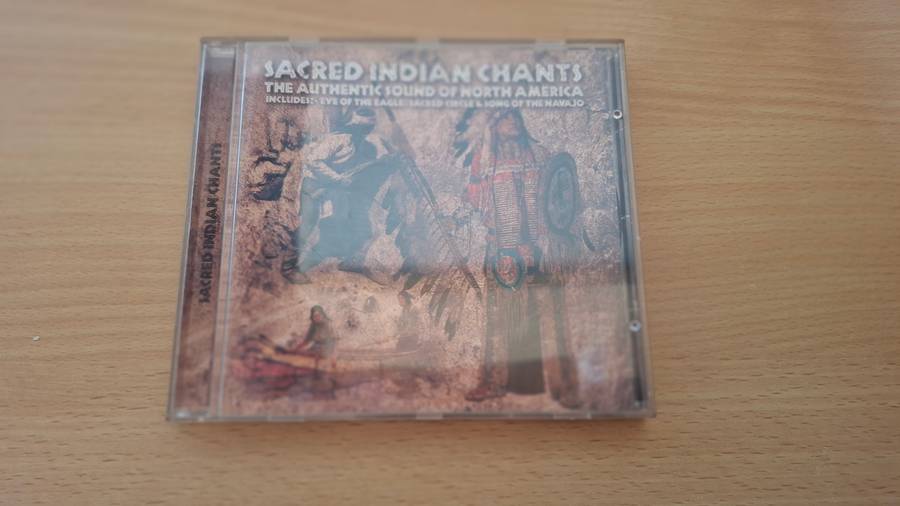 SACRED INDIAN CHANTS
THE AUTHENTIC SOUND OF NORTH AMERICA
INCLUDES:- EYE OF THE EAGLE, SACRED CIRCLE & SONG OF THE NAVAJO
SACRED INDIAN CHANTS